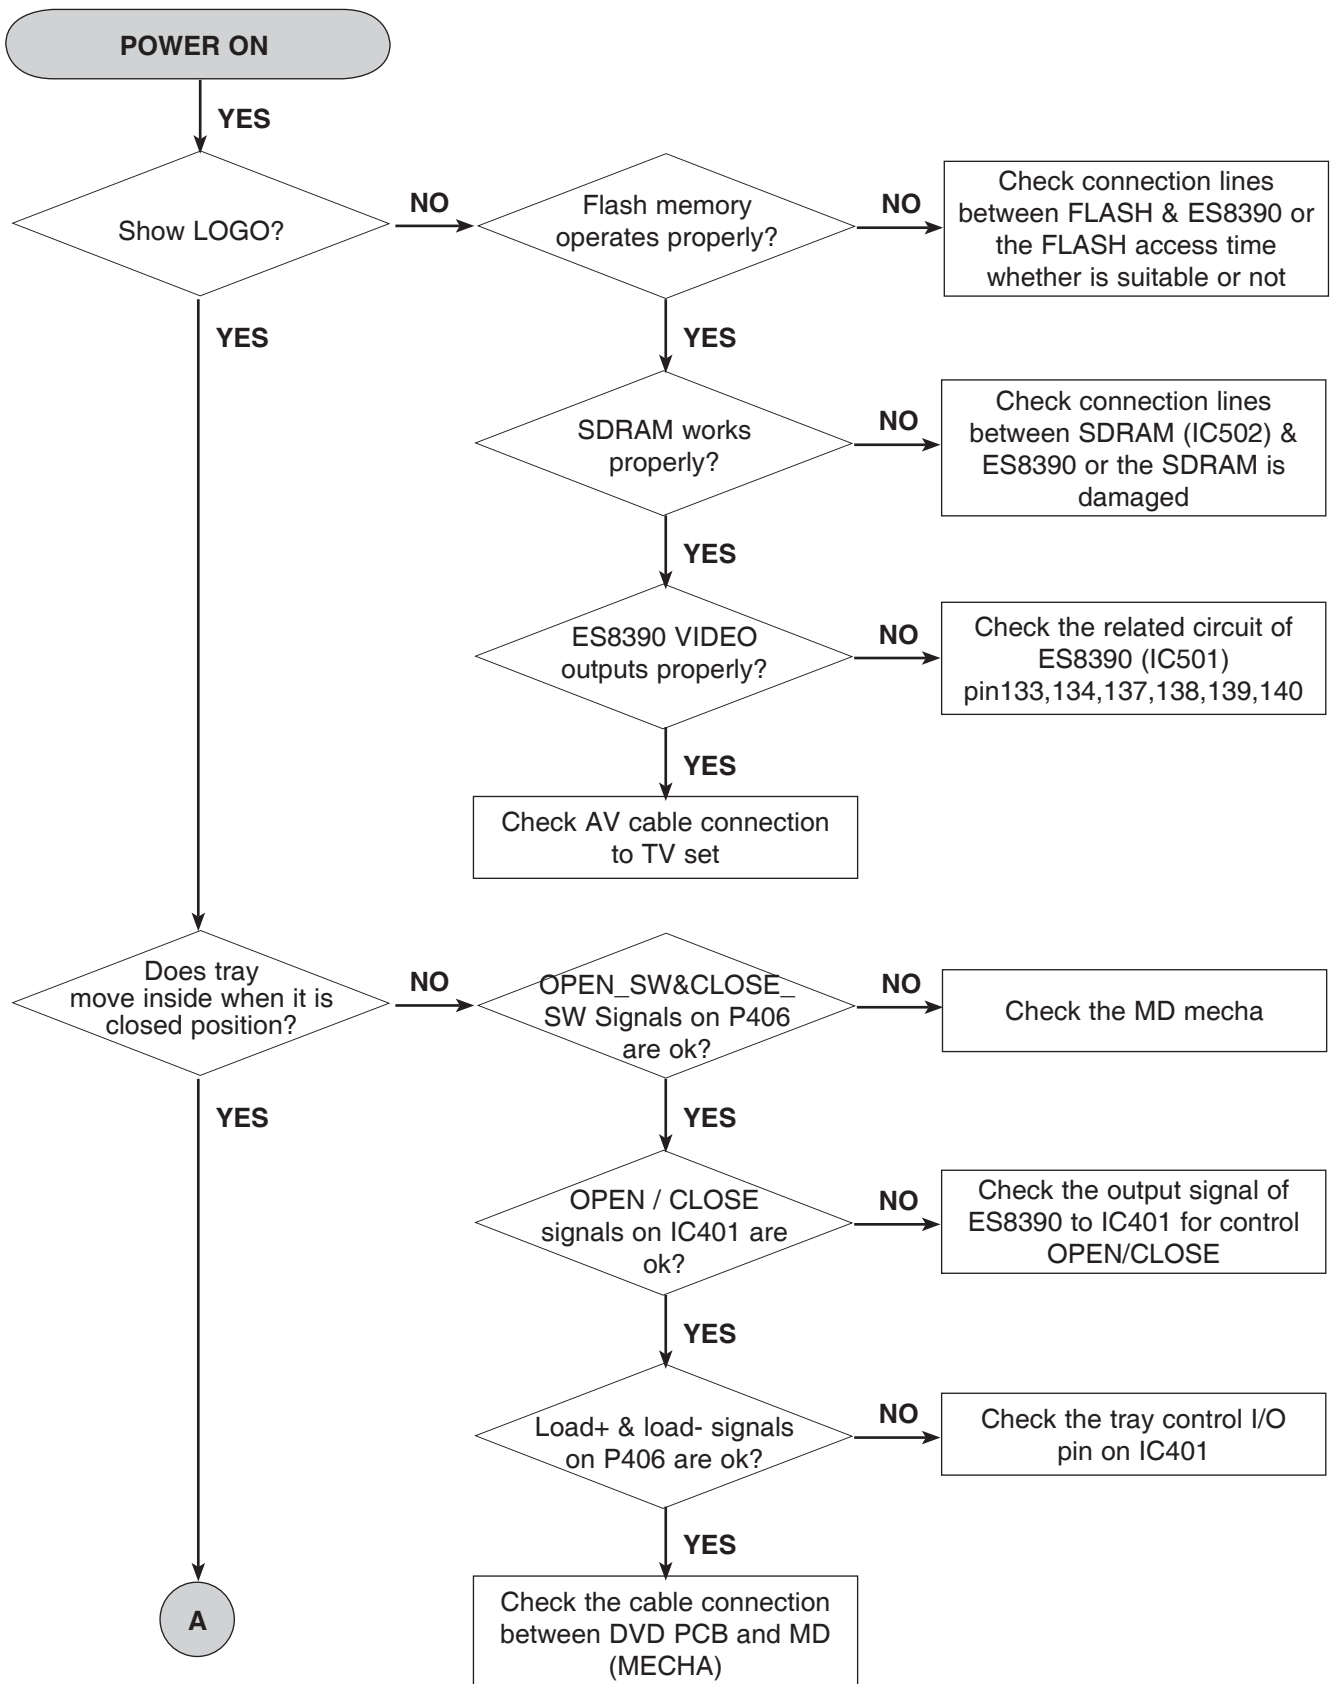 POWER ON
YES
Show LOGO?
NO
Flash memory
operates properly?
NO
Check connection lines
between FLASH & ES8390 or
the FLASH access time
whether is suitable or not
YES
YES
SDRAM works
properly?
NO
Check connection lines
between SDRAM (IC502) &
ES8390 or the SDRAM is
damaged
YES
ES8390 VIDEO
outputs properly?
NO
Check the related circuit of
ES8390 (IC501)
pin133,134,137,138,139,140
YES
Check AV cable connection
to TV set
Does tray
move inside when it is
closed position?
NO
OPEN_SW&CLOSE_
SW Signals on P406
are ok?
NO
Check the MD mecha
YES
YES
OPEN / CLOSE
signals on IC401 are
ok?
NO
Check the output signal of
ES8390 to IC401 for control
OPEN/CLOSE
YES
Load+ & load- signals
on P406 are ok?
NO
Check the tray control I/O
pin on IC401
YES
A
Check the cable connection
between DVD PCB and MD
(MECHA)